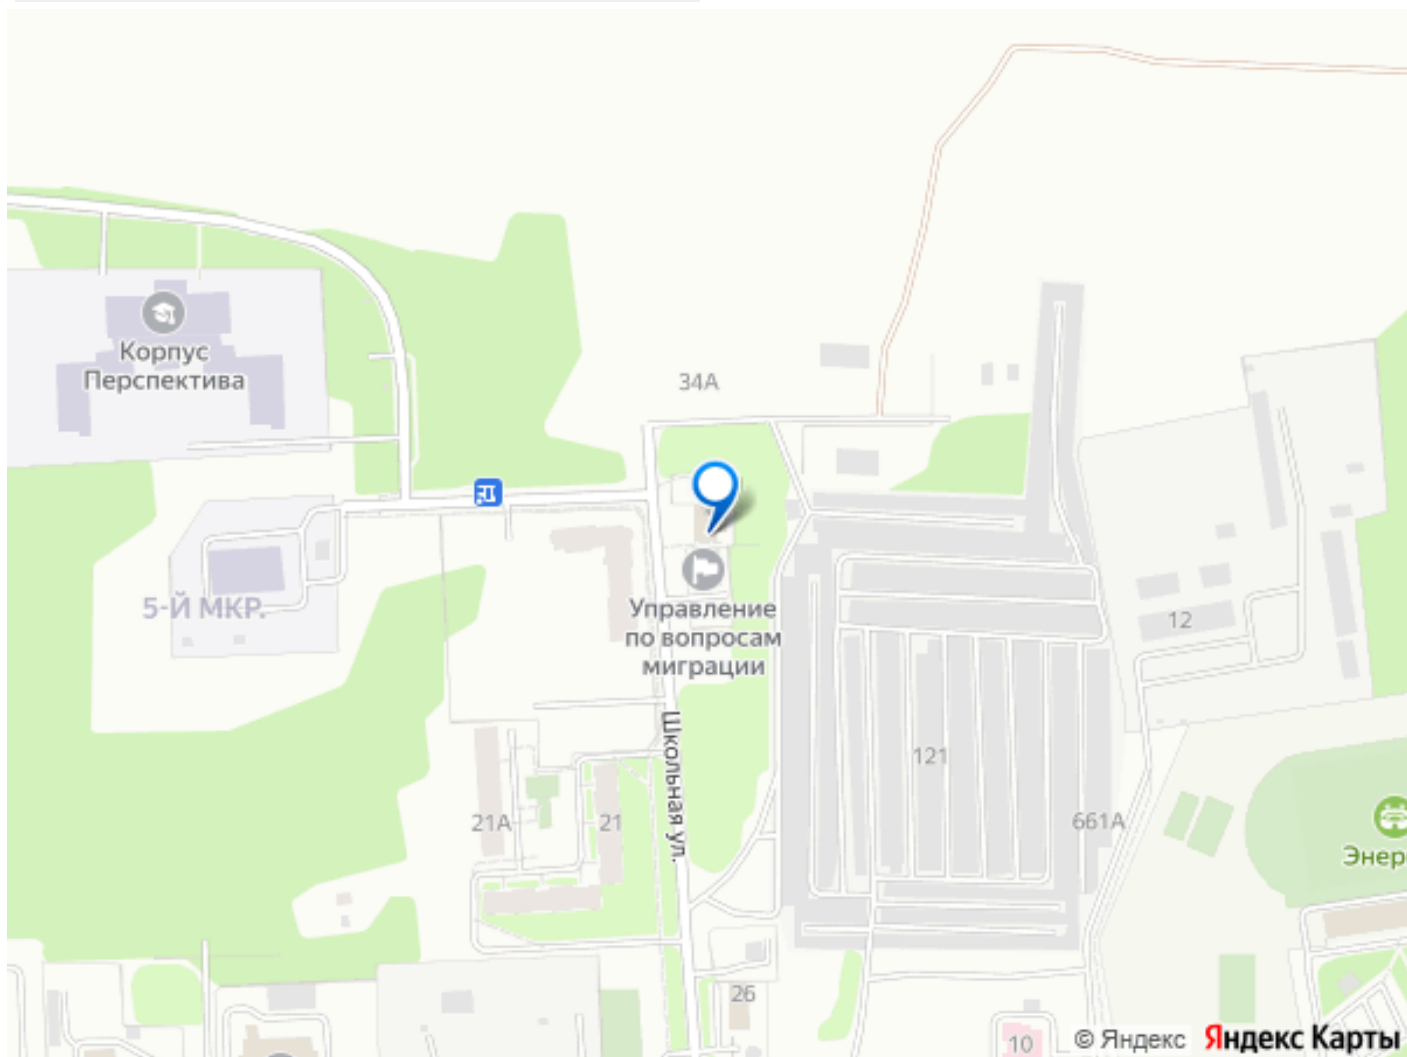 Корпус
Перспектива
34А
5-Й МКР.
Управление
по вопросам
миграции
12
Школьная ул.
121
21А
21
661А
Энер
26
10
© Яндекс Яндекс Карты